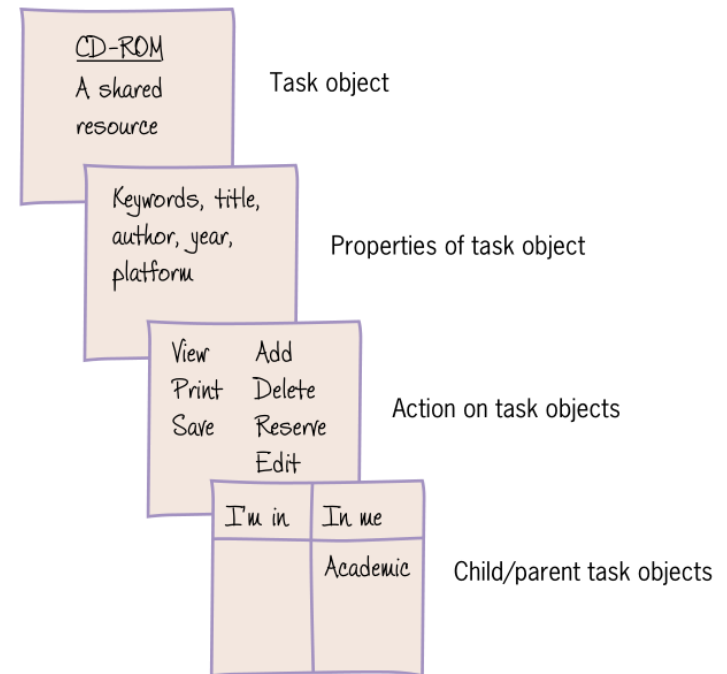 CD-ROM
A shared
resource
Task object
Keywords, title,
author, year,
platform
Properties of task object
View Add
Print Delete
Save Reserve
Edit
Action on task objects
I'm in In me
Academic
Child/parent task objects